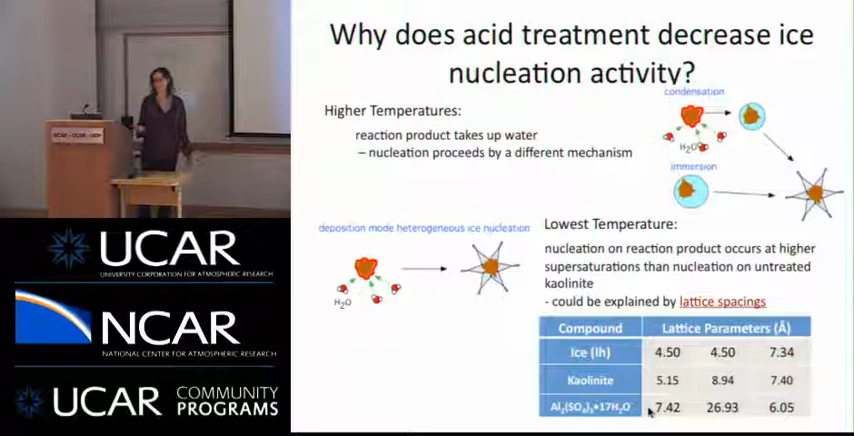 Why does acid treatment decrease ice
nucleation activity?
Higher Temperatures:
reaction product takes up water
– nucleation proceeds by a different mechanism
condensation
H₂O
immersion
deposition mode heterogeneous ice nucleation
H₂O
Lowest Temperature:
nucleation on reaction product occurs at higher
supersaturations than nucleation on untreated
kaolinite
- could be explained by lattice spacings
Compound Lattice Parameters (Å)
Ice (Ih) 4.50 4.50 7.34
Kaolinite 5.15 8.94 7.40
Al₂(SO₄)₃•17H₂O 7.42 26.93 6.05
UCAR
UNIVERSITY CORPORATION FOR ATMOSPHERIC RESEARCH
NCAR
NATIONAL CENTER FOR ATMOSPHERIC RESEARCH
UCAR COMMUNITY
PROGRAMS